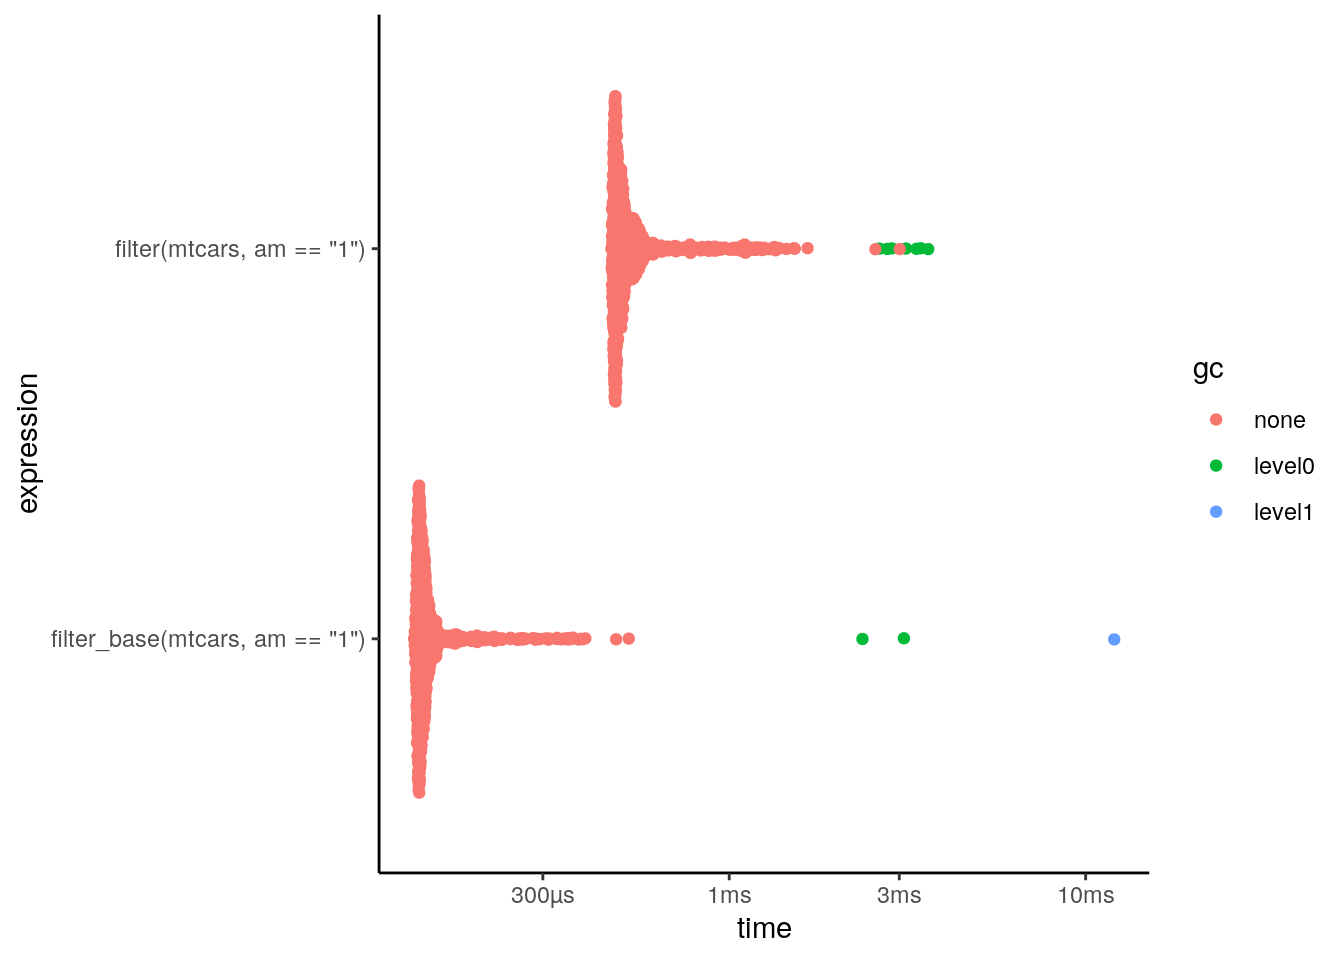 expression
filter(mtcars, am == "1")
filter_base(mtcars, am == "1")
300µs
1ms
3ms
10ms
time
gc
none
level0
level1